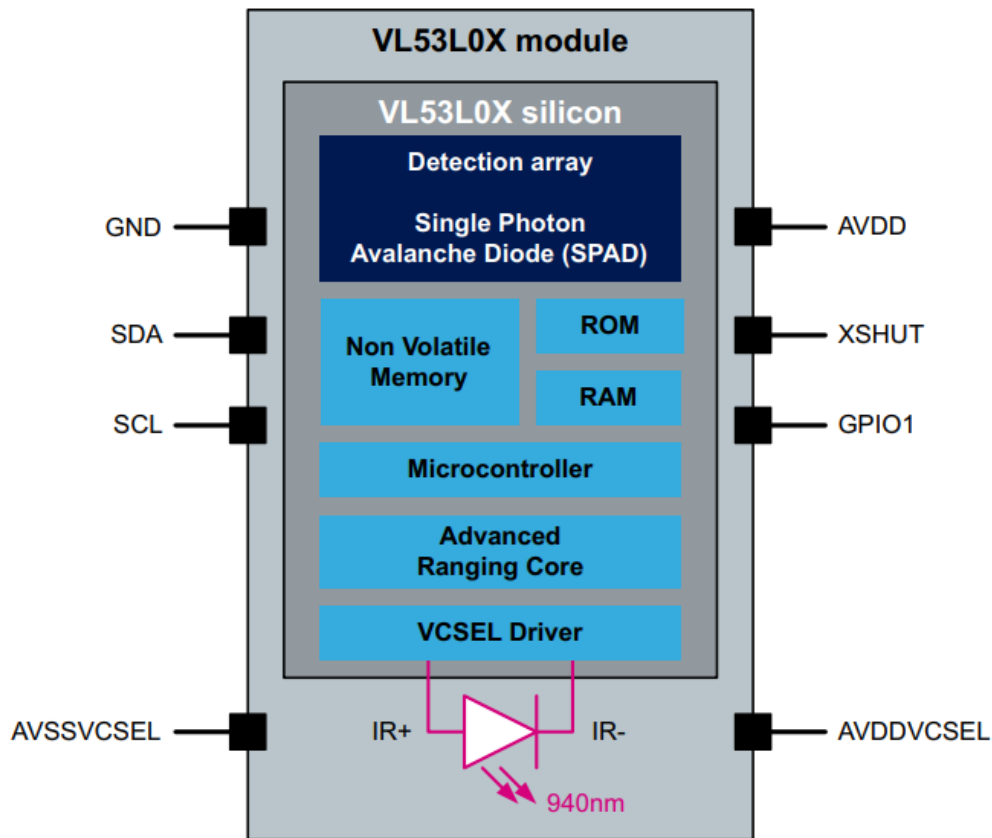 VL53L0X module
VL53L0X silicon
Detection array
Single Photon
Avalanche Diode (SPAD)
GND
AVDD
SDA
XSHUT
SCL
GPIO1
Non Volatile
Memory
ROM
RAM
Microcontroller
Advanced
Ranging Core
VCSEL Driver
AVSSVCSEL
IR+
IR-
AVDDVCSEL
940nm